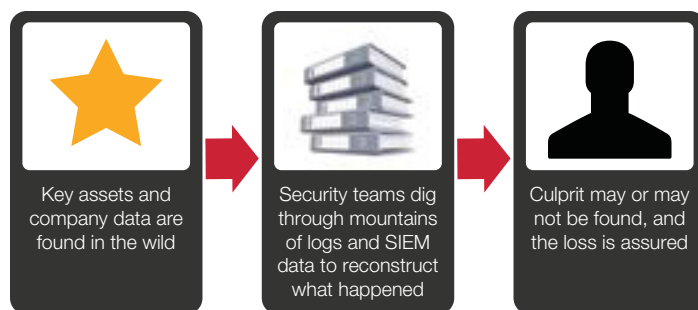 Key assets and
company data are
found in the wild
Security teams dig
through mountains
of logs and SIEM
data to reconstruct
what happened
Culprit may or may
not be found, and
the loss is assured